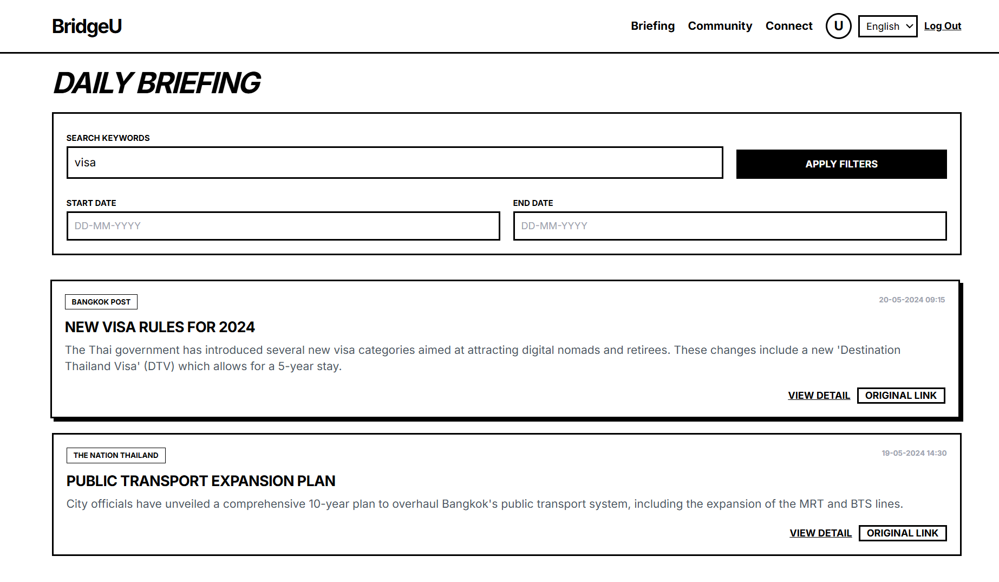 BridgeU
Briefing
Community
Connect
U
English
Log Out
DAILY BRIEFING
SEARCH KEYWORDS
visa
APPLY FILTERS
START DATE
END DATE
DD-MM-YYYY
DD-MM-YYYY
BANGKOK POST
20-05-2024 09:15
NEW VISA RULES FOR 2024
The Thai government has introduced several new visa categories aimed at attracting digital nomads and retirees. These changes include a new 'Destination
Thailand Visa' (DTV) which allows for a 5-year stay.
VIEW DETAIL
ORIGINAL LINK
THE NATION THAILAND
19-05-2024 14:30
PUBLIC TRANSPORT EXPANSION PLAN
City officials have unveiled a comprehensive 10-year plan to overhaul Bangkok's public transport system, including the expansion of the MRT and BTS lines.
VIEW DETAIL
ORIGINAL LINK